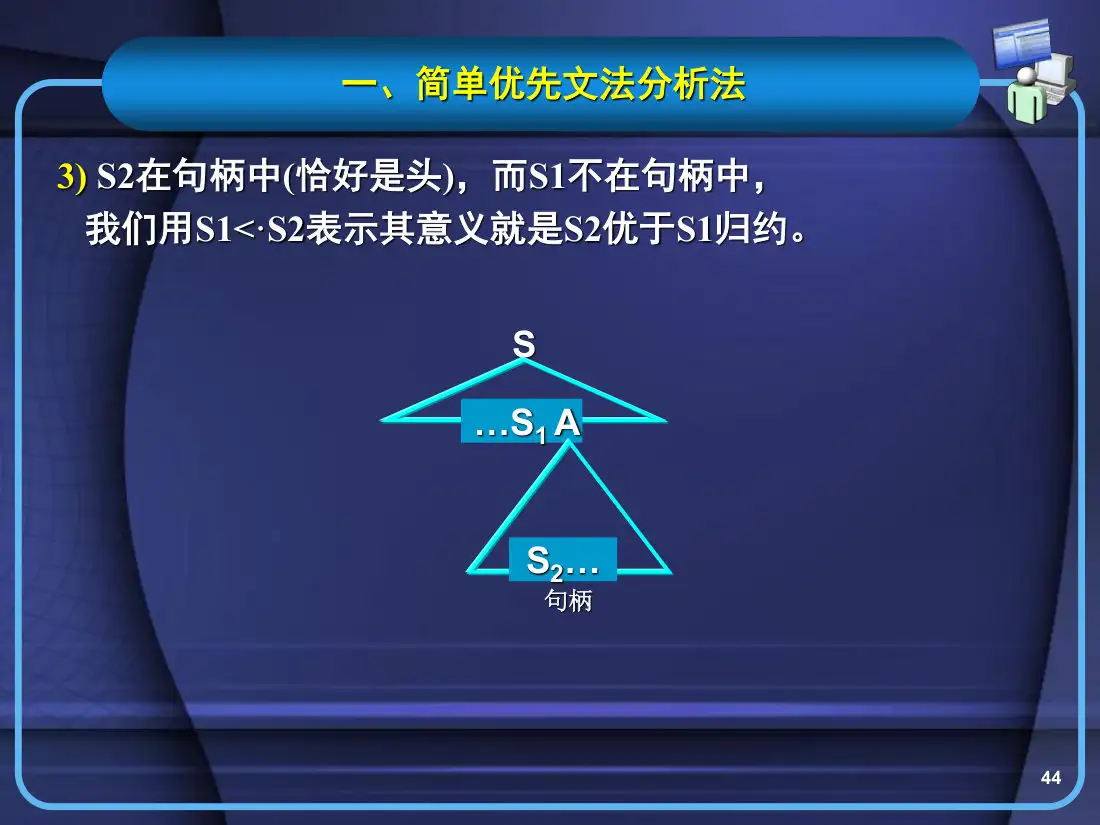 一、简单优先文法分析法
3) S2在句柄中(恰好是头)，而S1不在句柄中，
我们用S1<·S2表示其意义就是S2优于S1归约。
S
…S₁ A
S₂…
句柄
44